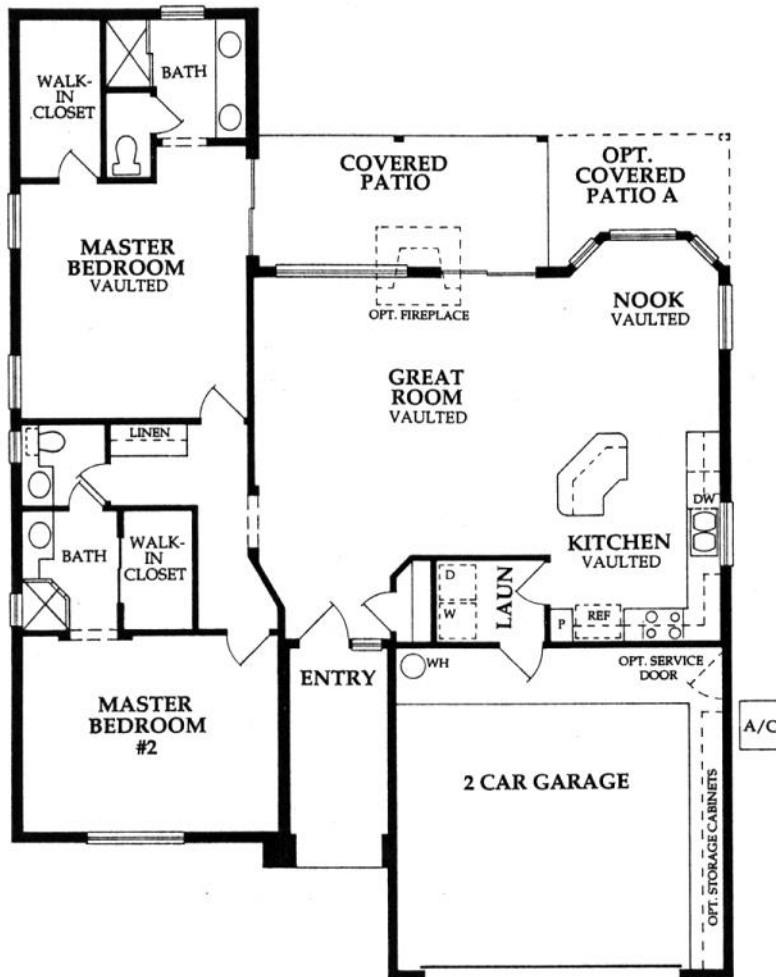 WALK-
IN
CLOSET
BATH
COVERED
PATIO
OPT.
COVERED
PATIO A
MASTER
BEDROOM
VAULTED
OPT. FIREPLACE
NOOK
VAULTED
GREAT
ROOM
VAULTED
LINEN
DW
BATH
WALK-
IN
CLOSET
KITCHEN
VAULTED
D
W
LAUN
P
REF
ENTRY
WH
OPT. SERVICE
DOOR
MASTER
BEDROOM
#2
A/C
2 CAR GARAGE
OPT. STORAGE CABINETS